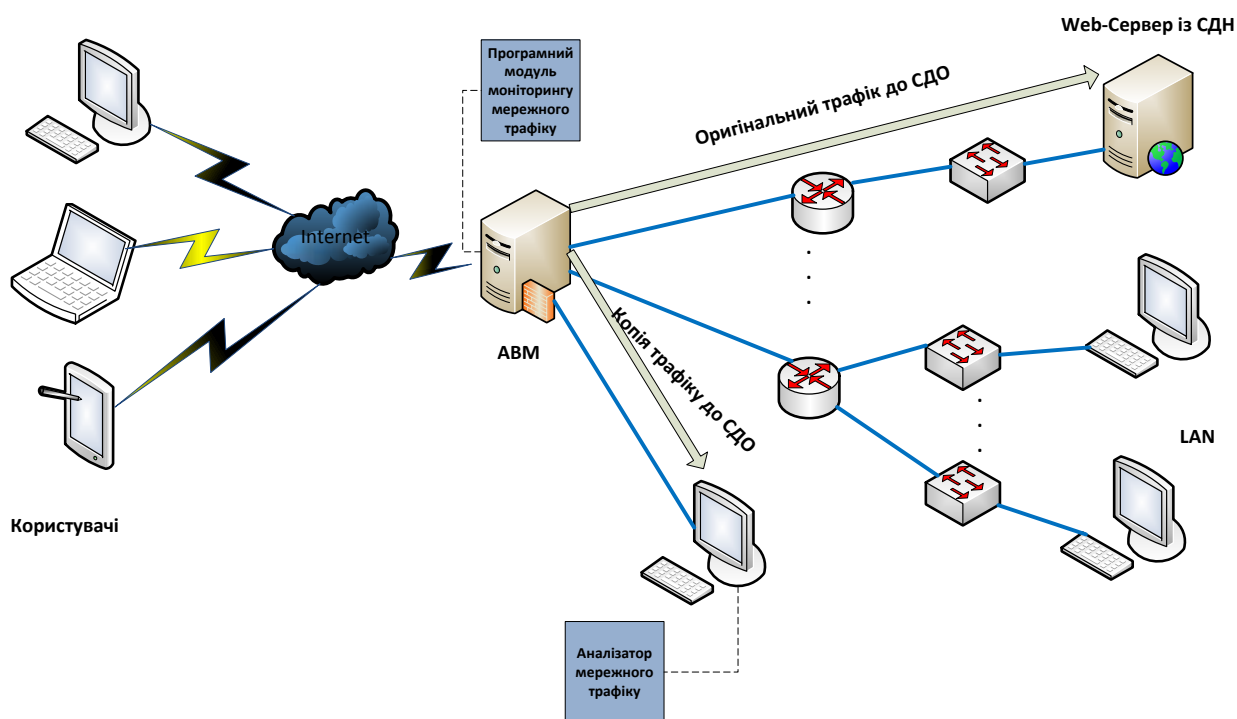 Web-Сервер із СДН
Програмний
модуль
моніторингу
мережного
трафіку
Оригінальний трафік до СДО
Internet
АВМ
Копія трафіку до СДО
LAN
Користувачі
Аналізатор
мережного
трафіку